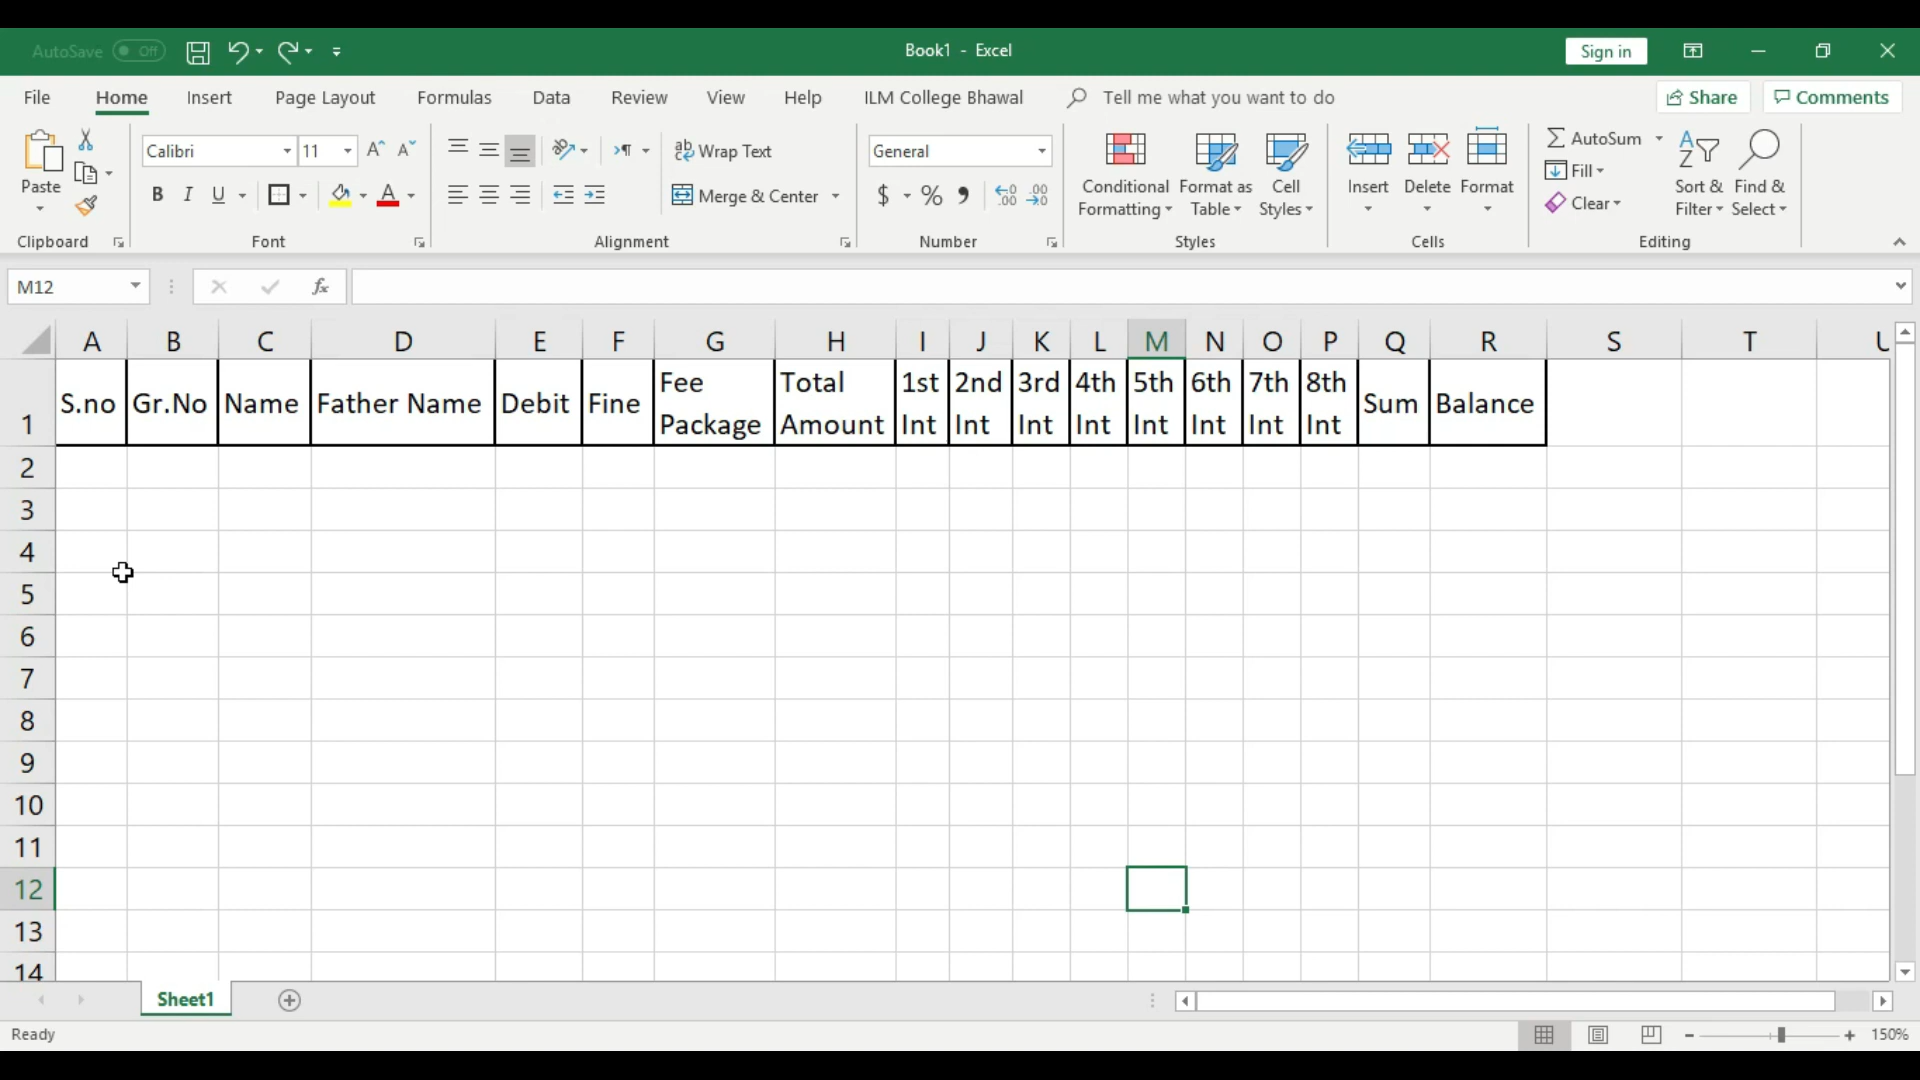 AutoSave Off Book1 - Excel Sign in
File Home Insert Page Layout Formulas Data Review View Help ILM College Bhawal Tell me what you want to do Share Comments
Paste Calibri 11 Wrap Text General AutoSum
B I U A Merge & Center $ % Conditional Formatting Format as Table Cell Styles Insert Delete Format Fill Clear Sort & Filter Find & Select
Clipboard Font Alignment Number Styles Cells Editing
M12 fx
A B C D E F G H I J K L M N O P Q R S T U
1 S.no Gr.No Name Father Name Debit Fine Fee Package Total Amount 1st Int 2nd Int 3rd Int 4th Int 5th Int 6th Int 7th Int 8th Int Sum Balance
2
3
4
5
6
7
8
9
10
11
12
13
14
Sheet1
Ready 150%